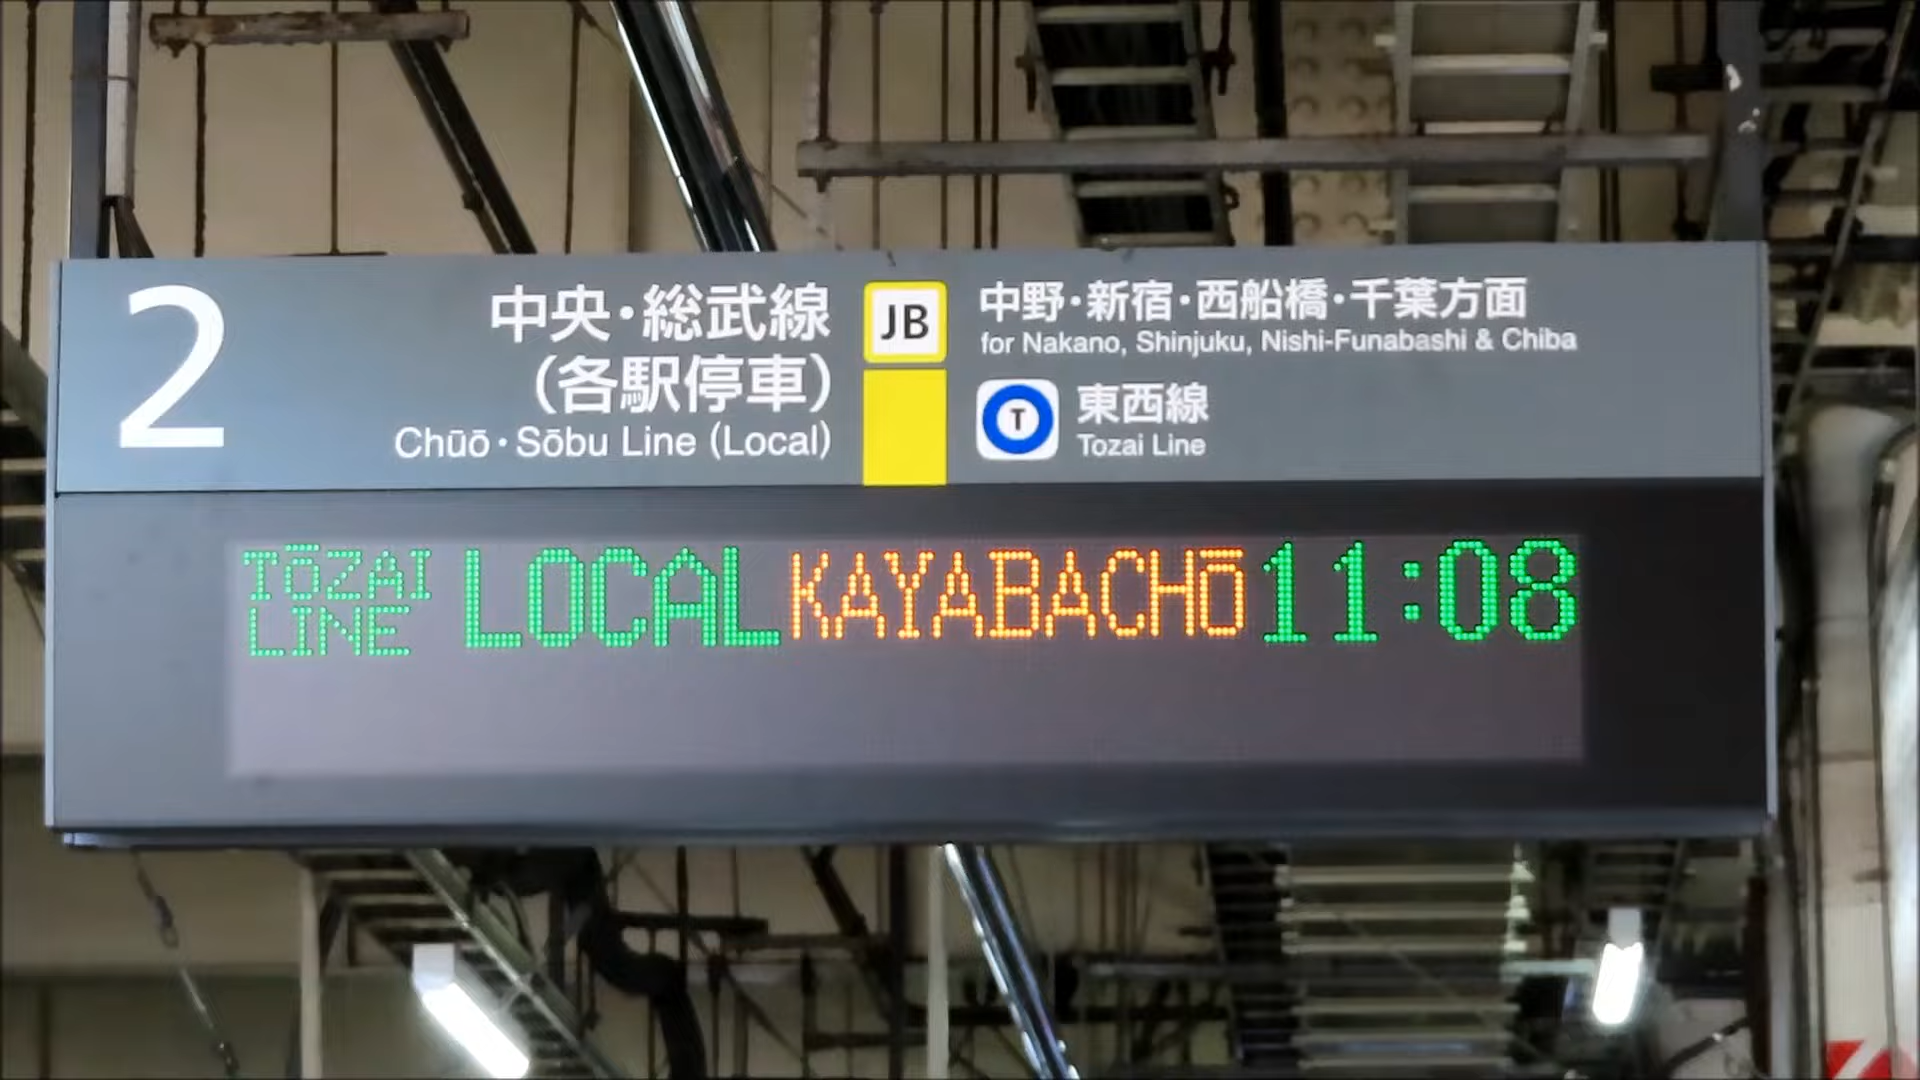 2
中央・総武線
（各駅停車）
Chūō・Sōbu Line (Local)
JB
中野・新宿・西船橋・千葉方面
for Nakano, Shinjuku, Nishi-Funabashi & Chiba
T
東西線
Tozai Line
TŌZAI
LINE
LOCAL KAYABACHŌ 11:08